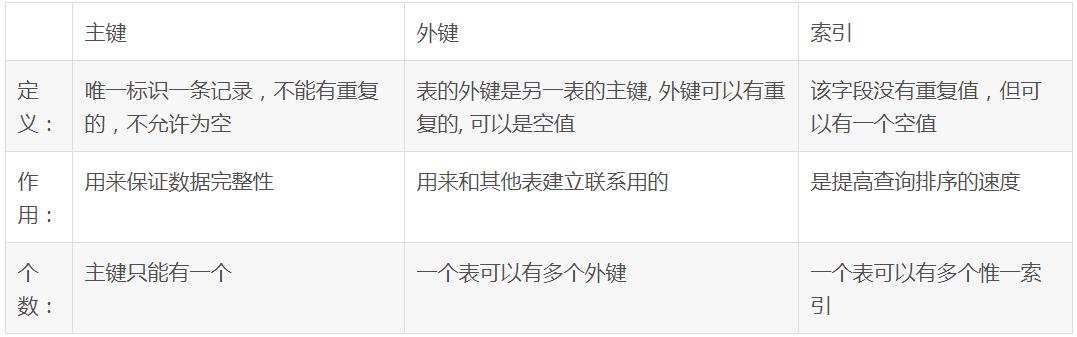 主键 外键 索引
定义： 唯一标识一条记录，不能有重复的，不允许为空 表的外键是另一表的主键, 外键可以有重复的, 可以是空值 该字段没有重复值，但可以有一个空值
作用： 用来保证数据完整性 用来和其他表建立联系用的 是提高查询排序的速度
个数： 主键只能有一个 一个表可以有多个外键 一个表可以有多个惟一索引